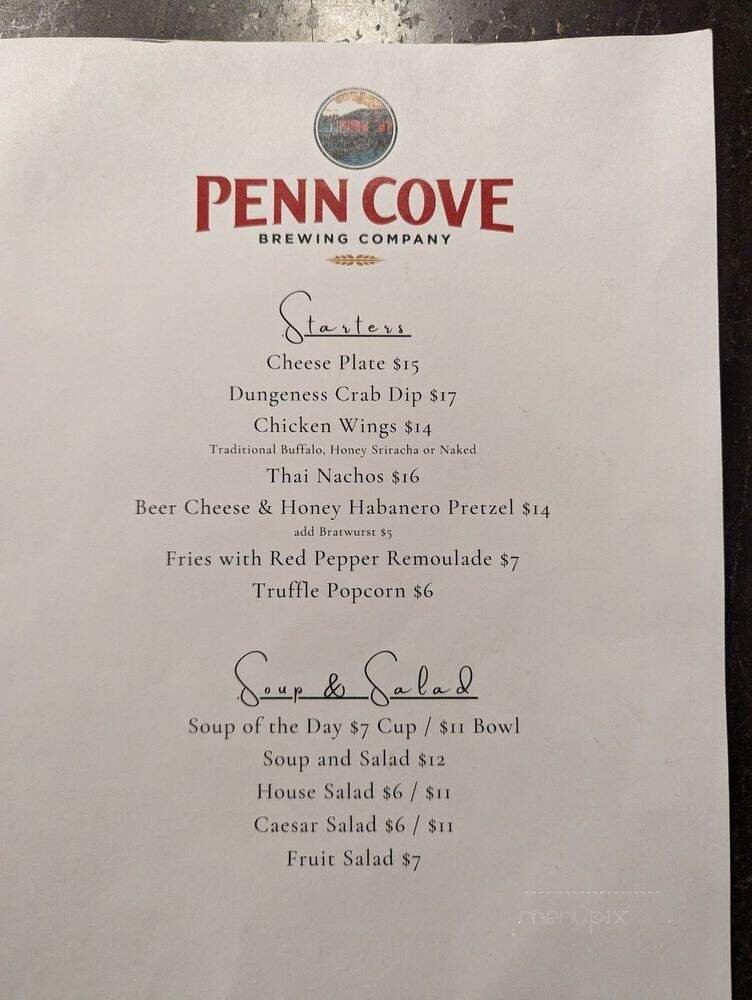 PENN COVE
BREWING COMPANY
Starters
Cheese Plate $15
Dungeness Crab Dip $17
Chicken Wings $14
Traditional Buffalo, Honey Sriracha or Naked
Thai Nachos $16
Beer Cheese & Honey Habanero Pretzel $14
add Bratwurst $5
Fries with Red Pepper Remoulade $7
Truffle Popcorn $6
Soup & Salad
Soup of the Day $7 Cup / $11 Bowl
Soup and Salad $12
House Salad $6 / $11
Caesar Salad $6 / $11
Fruit Salad $7
menupix